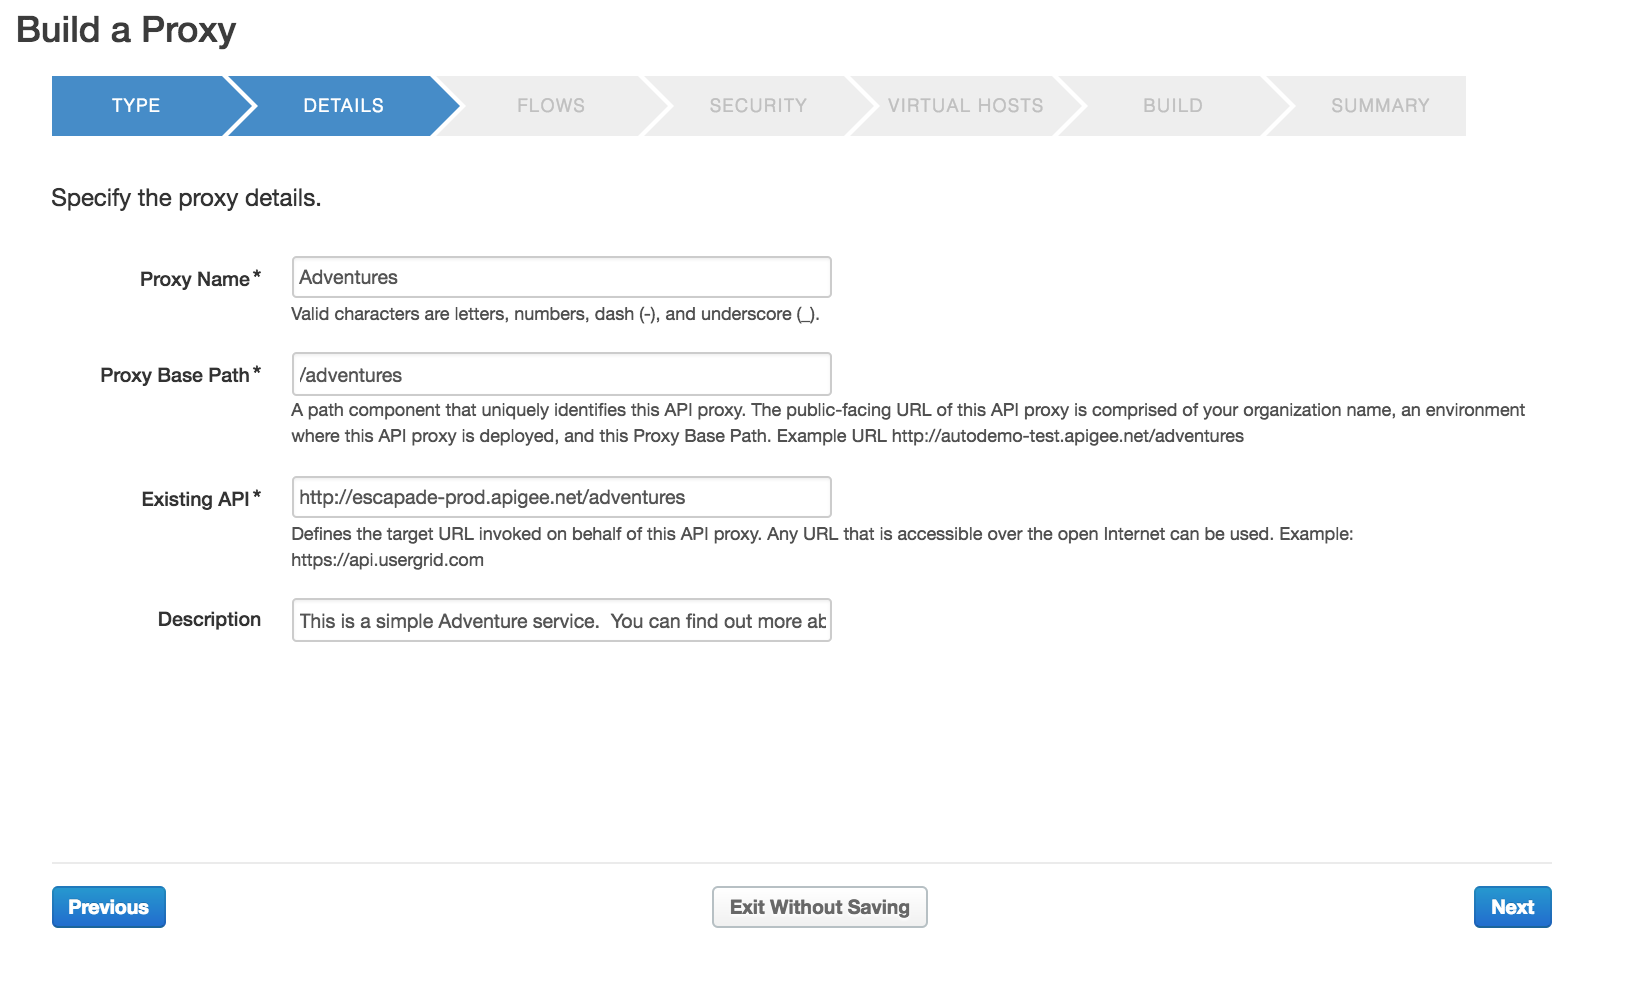 Build a Proxy
TYPE DETAILS FLOWS SECURITY VIRTUAL HOSTS BUILD SUMMARY
Specify the proxy details.
Proxy Name* Adventures
Valid characters are letters, numbers, dash (-), and underscore (_).
Proxy Base Path* /adventures
A path component that uniquely identifies this API proxy. The public-facing URL of this API proxy is comprised of your organization name, an environment
where this API proxy is deployed, and this Proxy Base Path. Example URL http://autodemo-test.apigee.net/adventures
Existing API* http://escapade-prod.apigee.net/adventures
Defines the target URL invoked on behalf of this API proxy. Any URL that is accessible over the open Internet can be used. Example:
https://api.usergrid.com
Description This is a simple Adventure service.  You can find out more ab
Previous Exit Without Saving Next